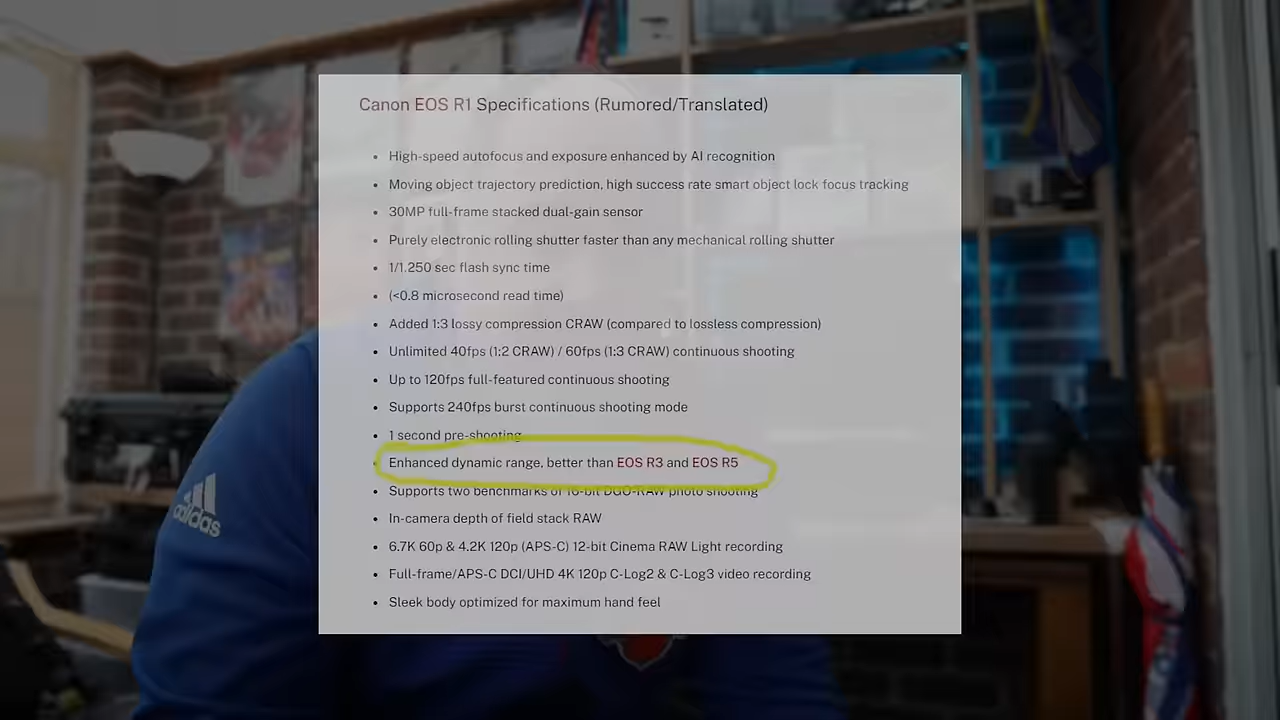 Canon EOS R1 Specifications (Rumored/Translated)
• High-speed autofocus and exposure enhanced by AI recognition
• Moving object trajectory prediction, high success rate smart object lock focus tracking
• 30MP full-frame stacked dual-gain sensor
• Purely electronic rolling shutter faster than any mechanical rolling shutter
• 1/1.250 sec flash sync time
• (<0.8 microsecond read time)
• Added 1:3 lossy compression CRAW (compared to lossless compression)
• Unlimited 40fps (1:2 CRAW) / 60fps (1:3 CRAW) continuous shooting
• Up to 120fps full-featured continuous shooting
• Supports 240fps burst continuous shooting mode
• 1 second pre-shooting
• Enhanced dynamic range, better than EOS R3 and EOS R5
• Supports two benchmarks of 16-bit DGO-RAW photo shooting
• In-camera depth of field stack RAW
• 6.7K 60p & 4.2K 120p (APS-C) 12-bit Cinema RAW Light recording
• Full-frame/APS-C DCI/UHD 4K 120p C-Log2 & C-Log3 video recording
• Sleek body optimized for maximum hand feel
adidas